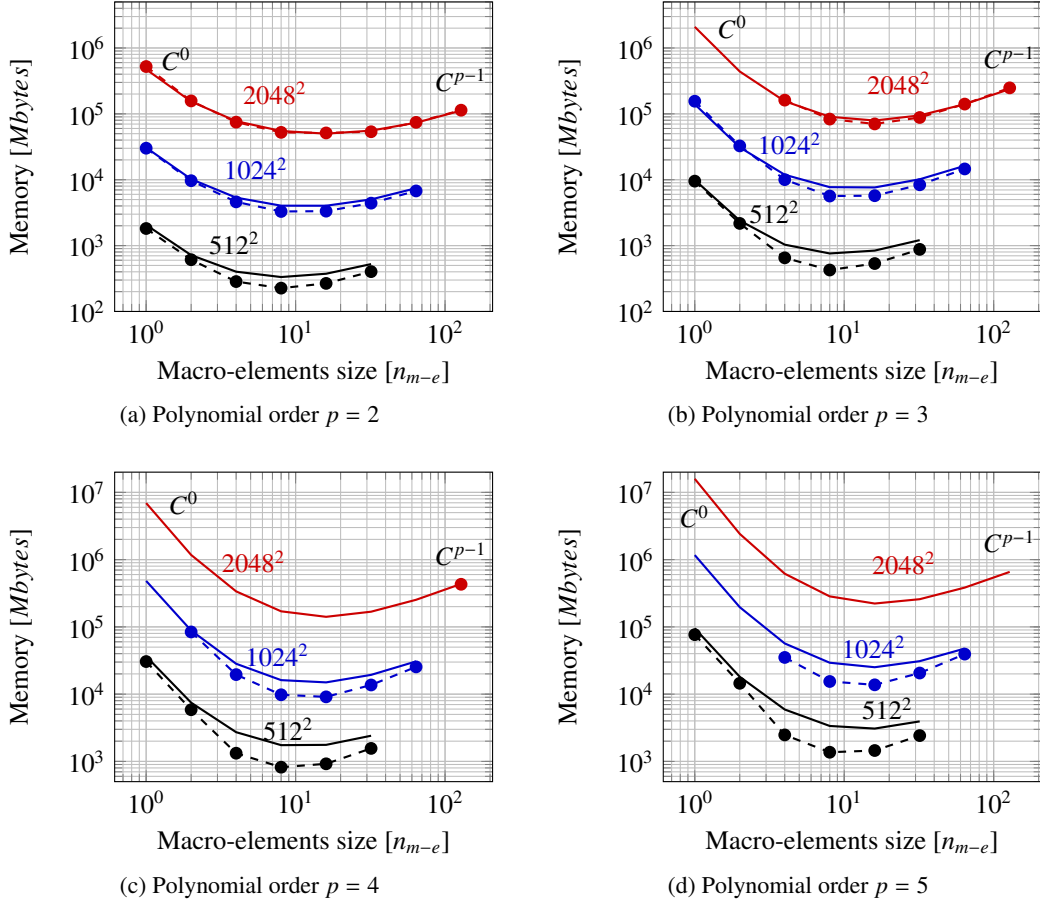 10^6
10^5
10^4
10^3
10^2
Memory [Mbytes]
C^0
C^{p−1}
2048^2
1024^2
512^2
10^0
10^1
10^2
Macro-elements size [n_{m−e}]
(a) Polynomial order p = 2
10^6
10^5
10^4
10^3
10^2
Memory [Mbytes]
C^0
C^{p−1}
2048^2
1024^2
512^2
10^0
10^1
10^2
Macro-elements size [n_{m−e}]
(b) Polynomial order p = 3
10^7
10^6
10^5
10^4
10^3
Memory [Mbytes]
C^0
C^{p−1}
2048^2
1024^2
512^2
10^0
10^1
10^2
Macro-elements size [n_{m−e}]
(c) Polynomial order p = 4
10^7
10^6
10^5
10^4
10^3
Memory [Mbytes]
C^0
C^{p−1}
2048^2
1024^2
512^2
10^0
10^1
10^2
Macro-elements size [n_{m−e}]
(d) Polynomial order p = 5